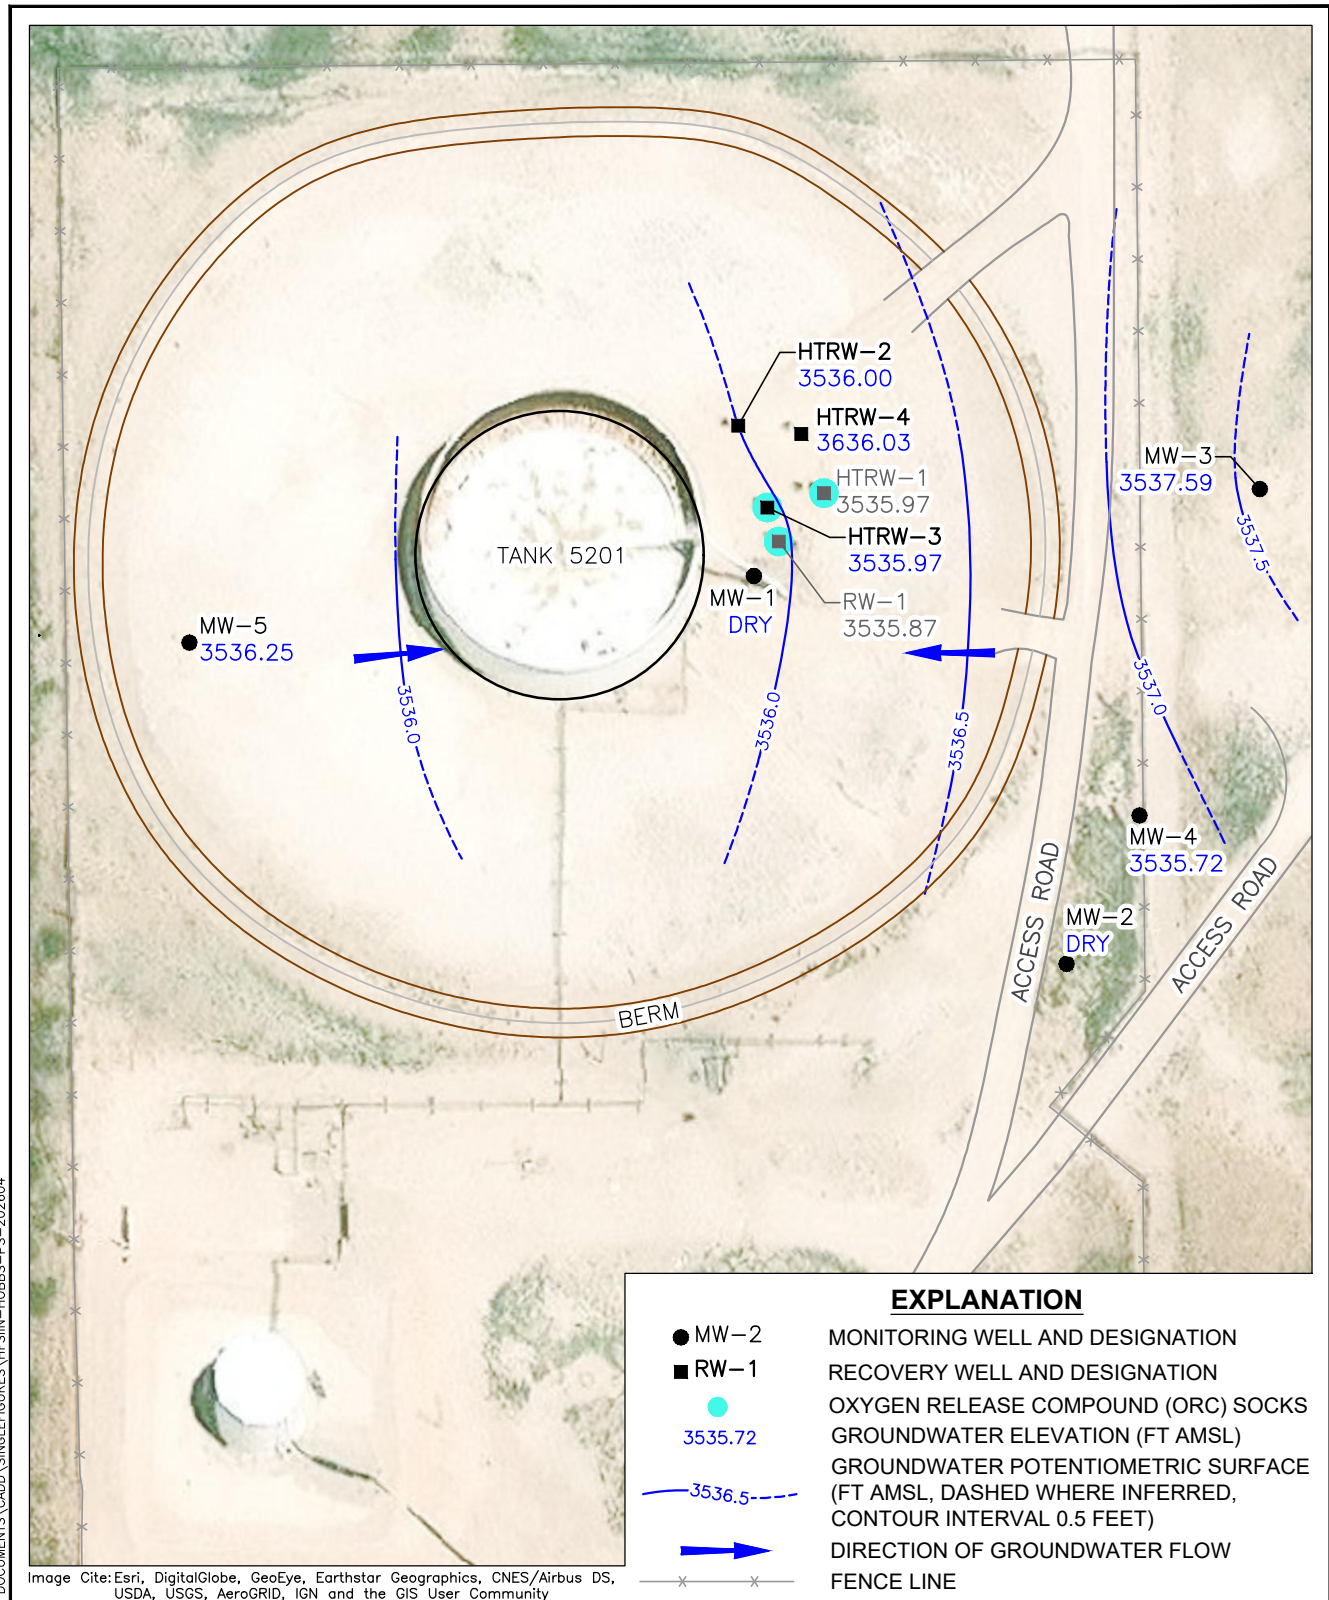 HTRW-2
3536.00
HTRW-4
3636.03
HTRW-1
3535.97
HTRW-3
3535.97
RW-1
3535.87
MW-1
DRY
TANK 5201
MW-5
3536.25
MW-3
3537.59
3537.5
3537.0
3536.0
3536.0
3536.5
MW-4
3535.72
MW-2
DRY
ACCESS ROAD
ACCESS ROAD
BERM
EXPLANATION
MW-2 MONITORING WELL AND DESIGNATION
RW-1 RECOVERY WELL AND DESIGNATION
OXYGEN RELEASE COMPOUND (ORC) SOCKS
3535.72 GROUNDWATER ELEVATION (FT AMSL)
GROUNDWATER POTENTIOMETRIC SURFACE
3536.5 (FT AMSL, DASHED WHERE INFERRED,
CONTOUR INTERVAL 0.5 FEET)
DIRECTION OF GROUNDWATER FLOW
FENCE LINE
Image Cite: Esri, DigitalGlobe, GeoEye, Earthstar Geographics, CNES/Airbus DS,
USDA, USGS, AeroGRID, IGN and the GIS User Community